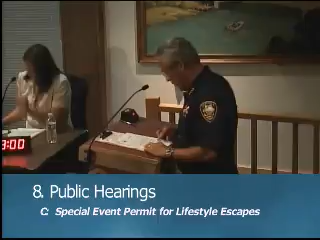 3:00
8. Public Hearings
C: Special Event Permit for Lifestyle Escapes